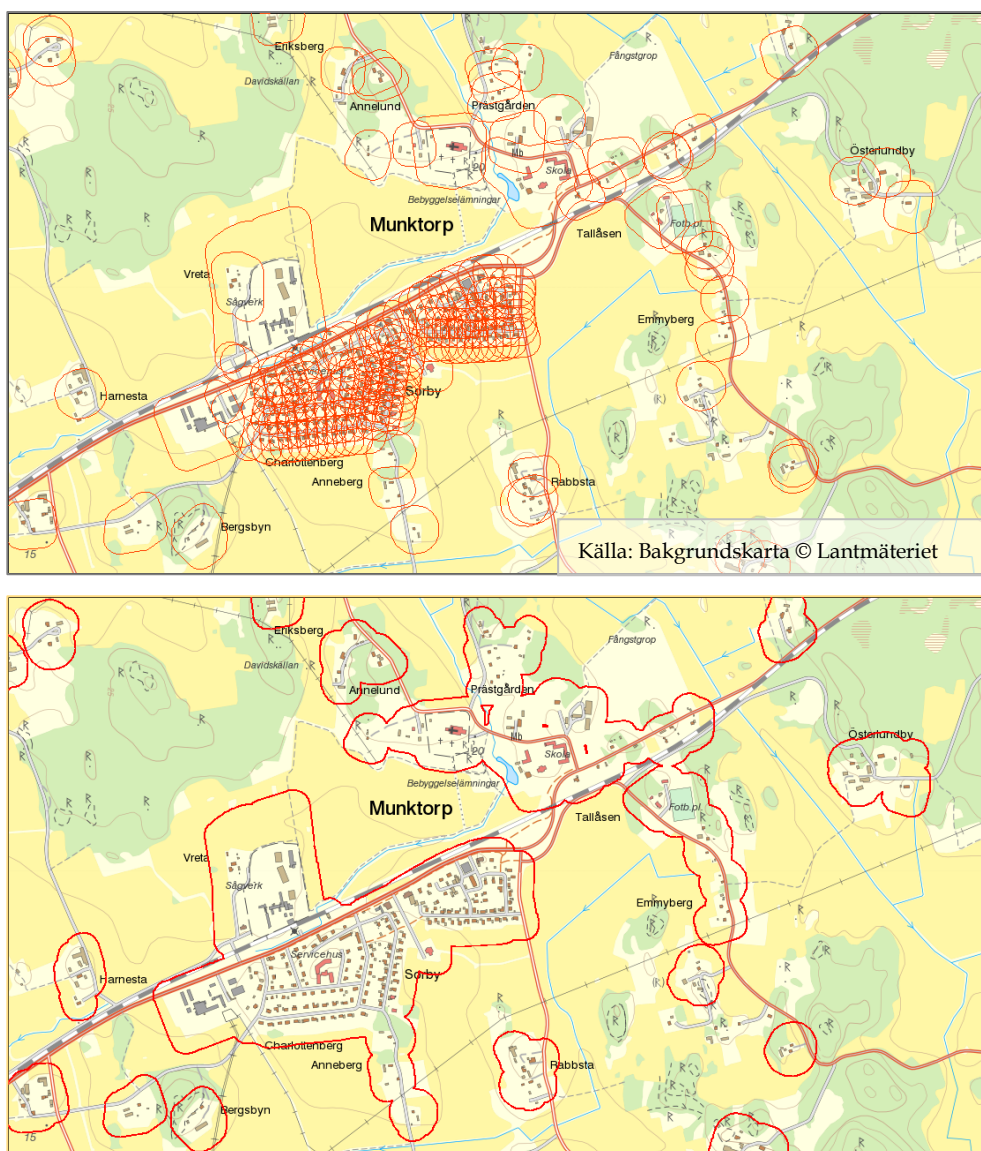 Eriksberg
Fångstgrop
Davidskällan
Annelund
Prästgården
Österlundby
Mb
20
Skola
Bebyggelselämningar
Munktorp
Fotb.pl.
Tallåsen
Vreta
Sågverk
Emmyberg
Servicehus
Sörby
Harnesta
(R)
Charlottenberg
Anneberg
Rabbsta
Bergsbyn
15
Källa: Bakgrundskarta © Lantmäteriet
Eriksberg
Fångstgrop
Davidskällan
Annelund
Prästgården
Österlundby
Mb
20
Skola
Bebyggelselämningar
Munktorp
Fotb.pl.
Tallåsen
Vreta
Sågverk
Emmyberg
Servicehus
Sörby
Harnesta
(R)
Charlottenberg
Anneberg
Rabbsta
Bergsbyn
15